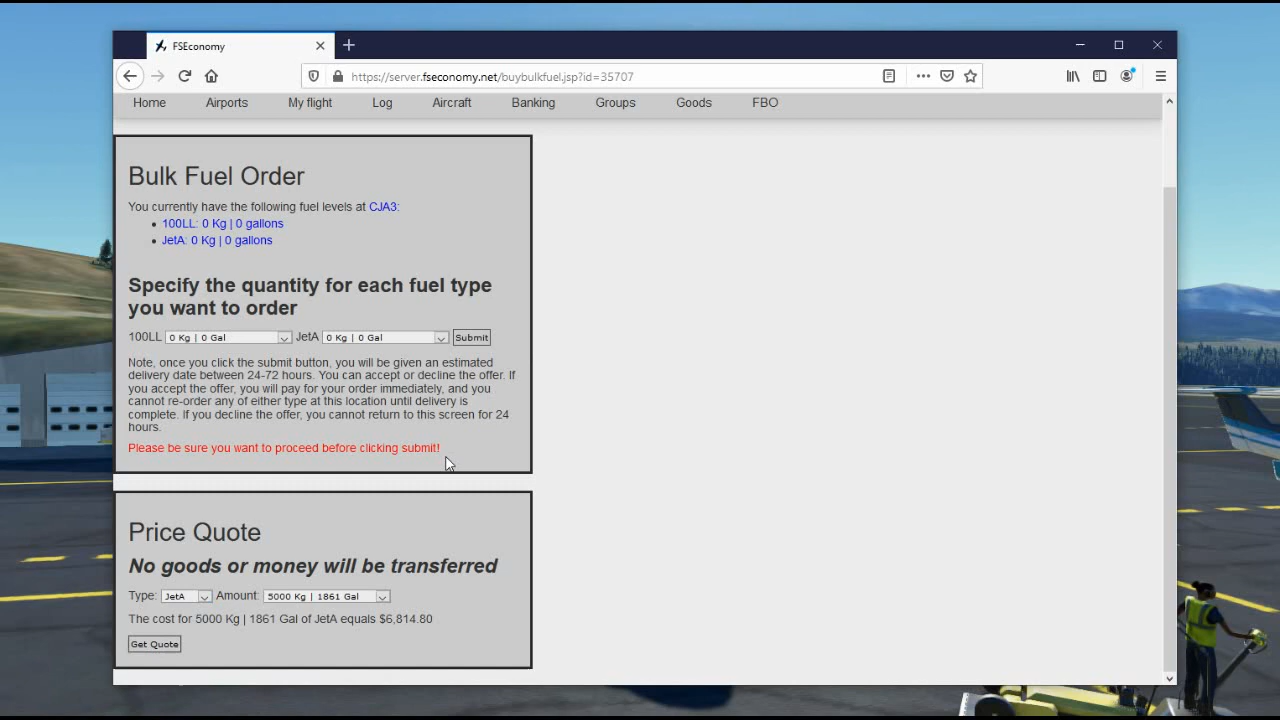 FSEconomy
https://server.fseconomy.net/buybulkfuel.jsp?id=35707
Home Airports My flight Log Aircraft Banking Groups Goods FBO
Bulk Fuel Order
You currently have the following fuel levels at CJA3:
100LL: 0 Kg | 0 gallons
JetA: 0 Kg | 0 gallons
Specify the quantity for each fuel type
you want to order
100LL 0 Kg | 0 Gal JetA 0 Kg | 0 Gal Submit
Note, once you click the submit button, you will be given an estimated
delivery date between 24-72 hours. You can accept or decline the offer. If
you accept the offer, you will pay for your order immediately, and you
cannot re-order any of either type at this location until delivery is
complete. If you decline the offer, you cannot return to this screen for 24
hours.
Please be sure you want to proceed before clicking submit!
Price Quote
No goods or money will be transferred
Type: JetA Amount: 5000 Kg | 1861 Gal
The cost for 5000 Kg | 1861 Gal of JetA equals $6,814.80
Get Quote